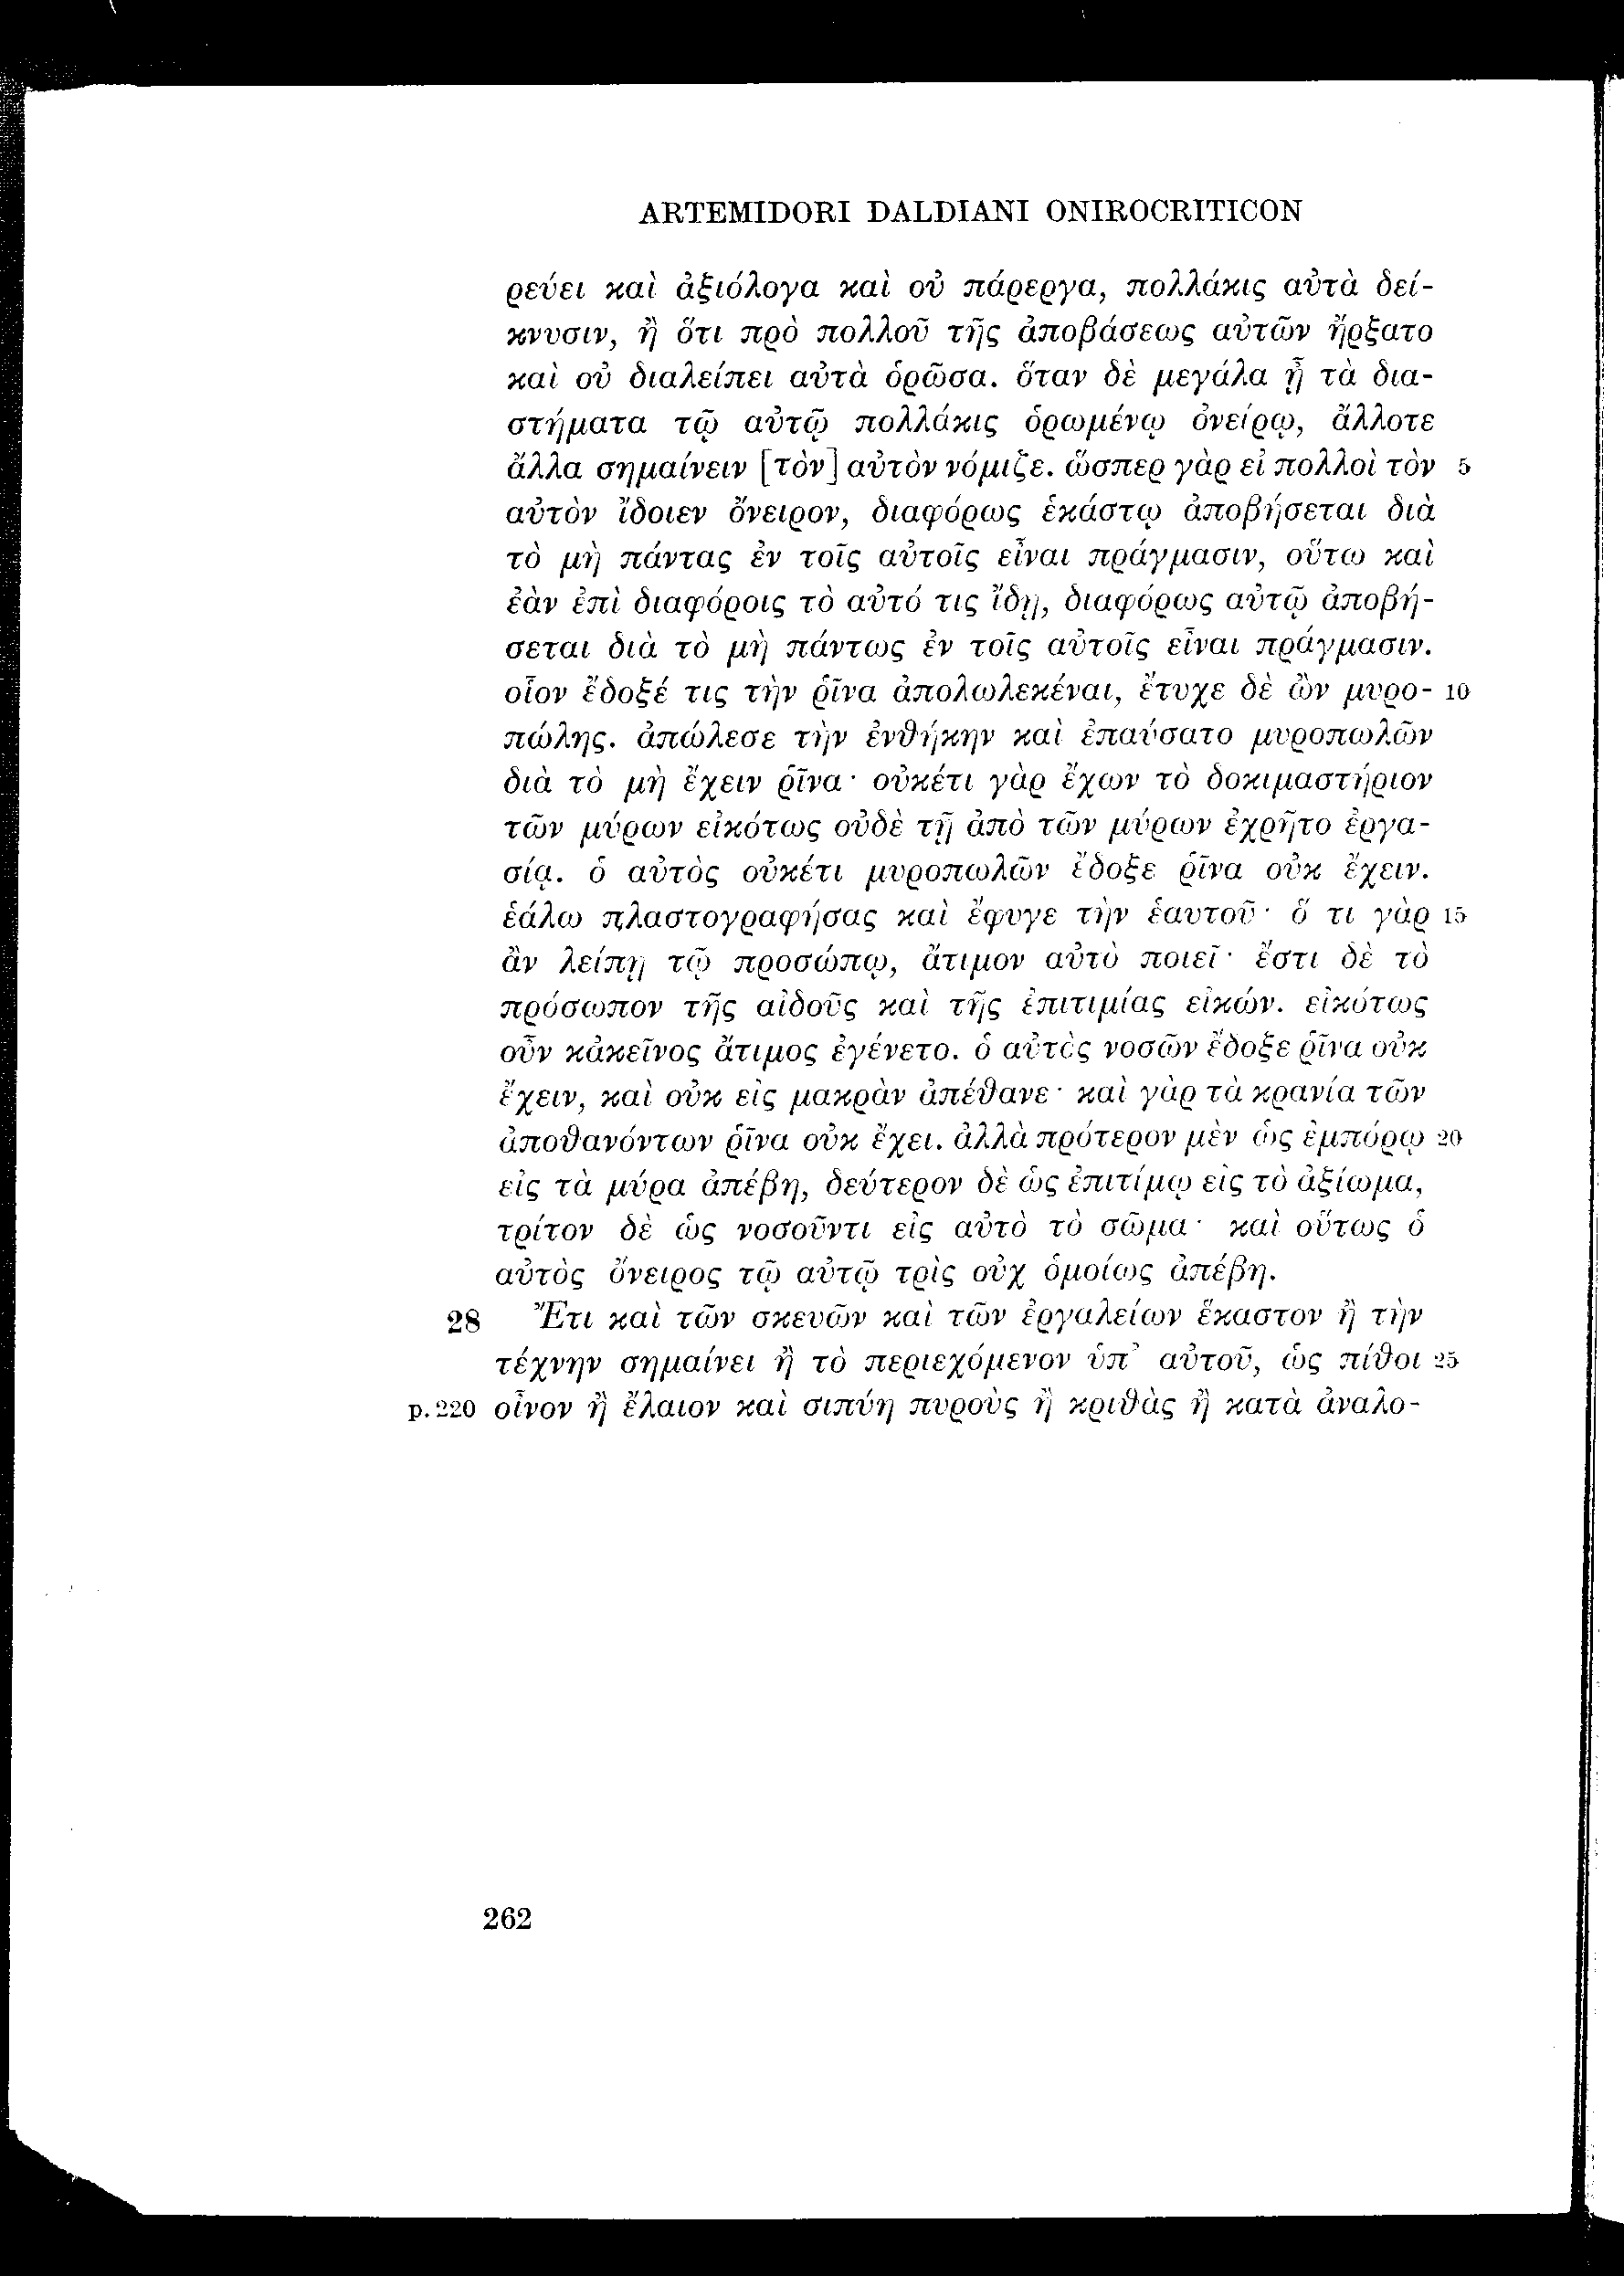 ARTEMIDORI DALDIANI ONIROCRITICON
ρεύει καὶ ἀξιόλογα καὶ οὐ πάρεργα, πολλάκις αὐτὰ δεί-
κνυσιν, ἢ ὅτι πρὸ πολλοῦ τῆς ἀποβάσεως αὐτῶν ἤρξατο
καὶ οὐ διαλείπει αὐτὰ ὁρῶσα. ὅταν δὲ μεγάλα ᾖ τὰ δια-
στήματα τῷ αὐτῷ πολλάκις ὁρωμένῳ ὀνείρῳ, ἄλλοτε
ἄλλα σημαίνειν [τὸν] αὐτὸν νόμιζε. ὥσπερ γὰρ εἰ πολλοὶ τὸν 5
αὐτὸν ἴδοιεν ὄνειρον, διαφόρως ἑκάστῳ ἀποβήσεται διὰ
τὸ μὴ πάντας ἐν τοῖς αὐτοῖς εἶναι πράγμασιν, οὕτω καὶ
ἐὰν ἐπὶ διαφόροις τὸ αὐτό τις ἴδῃ, διαφόρως αὐτῷ ἀποβή-
σεται διὰ τὸ μὴ πάντως ἐν τοῖς αὐτοῖς εἶναι πράγμασιν.
οἷον ἔδοξέ τις τὴν ῥῖνα ἀπολωλεκέναι, ἔτυχε δὲ ὢν μυρο- 10
πώλης. ἀπώλεσε τὴν ἐνθήκην καὶ ἐπαύσατο μυροπωλῶν
διὰ τὸ μὴ ἔχειν ῥῖνα· οὐκέτι γὰρ ἔχων τὸ δοκιμαστήριον
τῶν μύρων εἰκότως οὐδὲ τῇ ἀπὸ τῶν μύρων ἐχρῆτο ἐργα-
σίᾳ. ὁ αὐτὸς οὐκέτι μυροπωλῶν ἔδοξε ῥῖνα οὐκ ἔχειν.
ἑάλω πλαστογραφήσας καὶ ἔφυγε τὴν ἑαυτοῦ· ὅ τι γὰρ 15
ἂν λείπῃ τῷ προσώπῳ, ἄτιμον αὐτὸ ποιεῖ· ἔστι δὲ τὸ
πρόσωπον τῆς αἰδοῦς καὶ τῆς ἐπιτιμίας εἰκών. εἰκότως
οὖν κἀκεῖνος ἄτιμος ἐγένετο. ὁ αὐτὸς νοσῶν ἔδοξε ῥῖνα οὐκ
ἔχειν, καὶ οὐκ εἰς μακρὰν ἀπέθανε· καὶ γὰρ τὰ κρανία τῶν
ἀποθανόντων ῥῖνα οὐκ ἔχει. ἀλλὰ πρότερον μὲν ὡς ἐμπόρῳ 20
εἰς τὰ μύρα ἀπέβη, δεύτερον δὲ ὡς ἐπιτίμῳ εἰς τὸ ἀξίωμα,
τρίτον δὲ ὡς νοσοῦντι εἰς αὐτὸ τὸ σῶμα· καὶ οὕτως ὁ
αὐτὸς ὄνειρος τῷ αὐτῷ τρὶς οὐχ ὁμοίως ἀπέβη.
28 Ἔτι καὶ τῶν σκευῶν καὶ τῶν ἐργαλείων ἕκαστον ἢ τὴν
τέχνην σημαίνει ἢ τὸ περιεχόμενον ὑπ’ αὐτοῦ, ὡς πίθοι 25
p.220 οἶνον ἢ ἔλαιον καὶ σιπύη πυροὺς ἢ κριθὰς ἢ κατὰ ἀναλο-
262